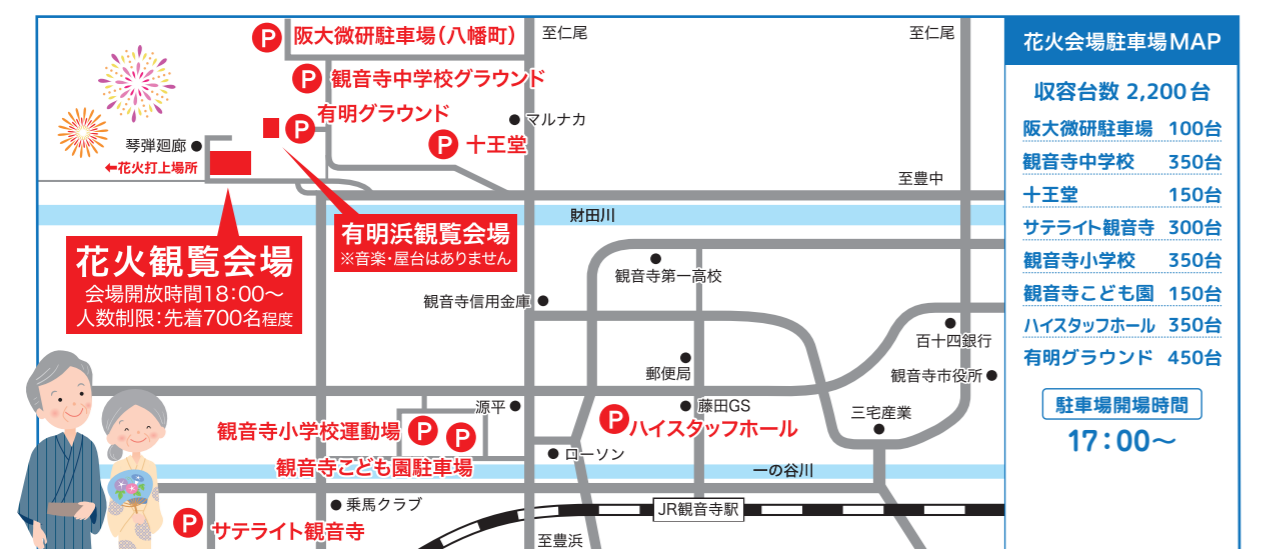 P 阪大微研駐車場(八幡町)
至仁尾
至仁尾
P 観音寺中学校グラウンド
有明グラウンド
P
マルナカ
P 十王堂
琴弾廻廊
←花火打上場所
至豊中
財田川
花火観覧会場
会場開放時間18:00〜
人数制限:先着700名程度
有明浜観覧会場
※音楽・屋台はありません
観音寺第一高校
観音寺信用金庫
百十四銀行
郵便局
観音寺市役所
源平
藤田GS
三宅産業
P ハイスタッフホール
観音寺小学校運動場 P
P
観音寺こども園駐車場
ローソン
一の谷川
乗馬クラブ
JR観音寺駅
P サテライト観音寺
至豊浜
花火会場駐車場MAP
収容台数 2,200台
阪大微研駐車場 100台
観音寺中学校 350台
十王堂 150台
サテライト観音寺 300台
観音寺小学校 350台
観音寺こども園 150台
ハイスタッフホール 350台
有明グラウンド 450台
駐車場開場時間
17:00〜